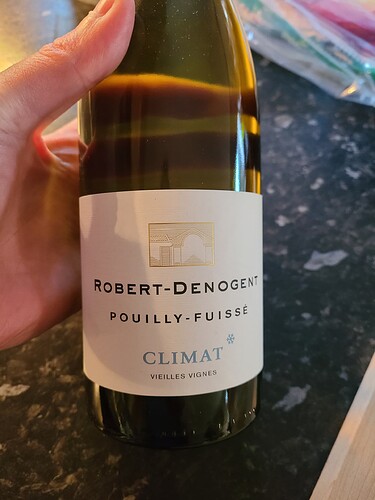 ROBERT-DENOGENT
POUILLY-FUISSÉ
CLIMAT
VIEILLES VIGNES